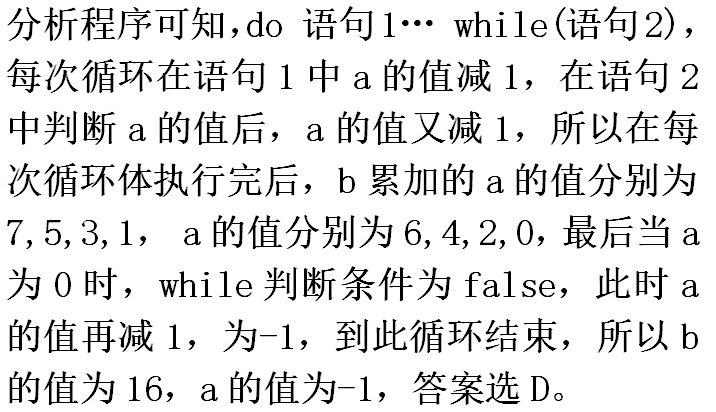 分析程序可知,do 语句1… while(语句2),
每次循环在语句 1 中 a 的值减 1，在语句 2
中判断 a 的值后，a 的值又减 1，所以在每
次循环体执行完后，b 累加的 a 的值分别为
7,5,3,1， a 的值分别为 6,4,2,0，最后当 a
为 0 时，while 判断条件为 false，此时 a
的值再减 1，为-1，到此循环结束，所以 b
的值为 16，a 的值为-1，答案选 D。